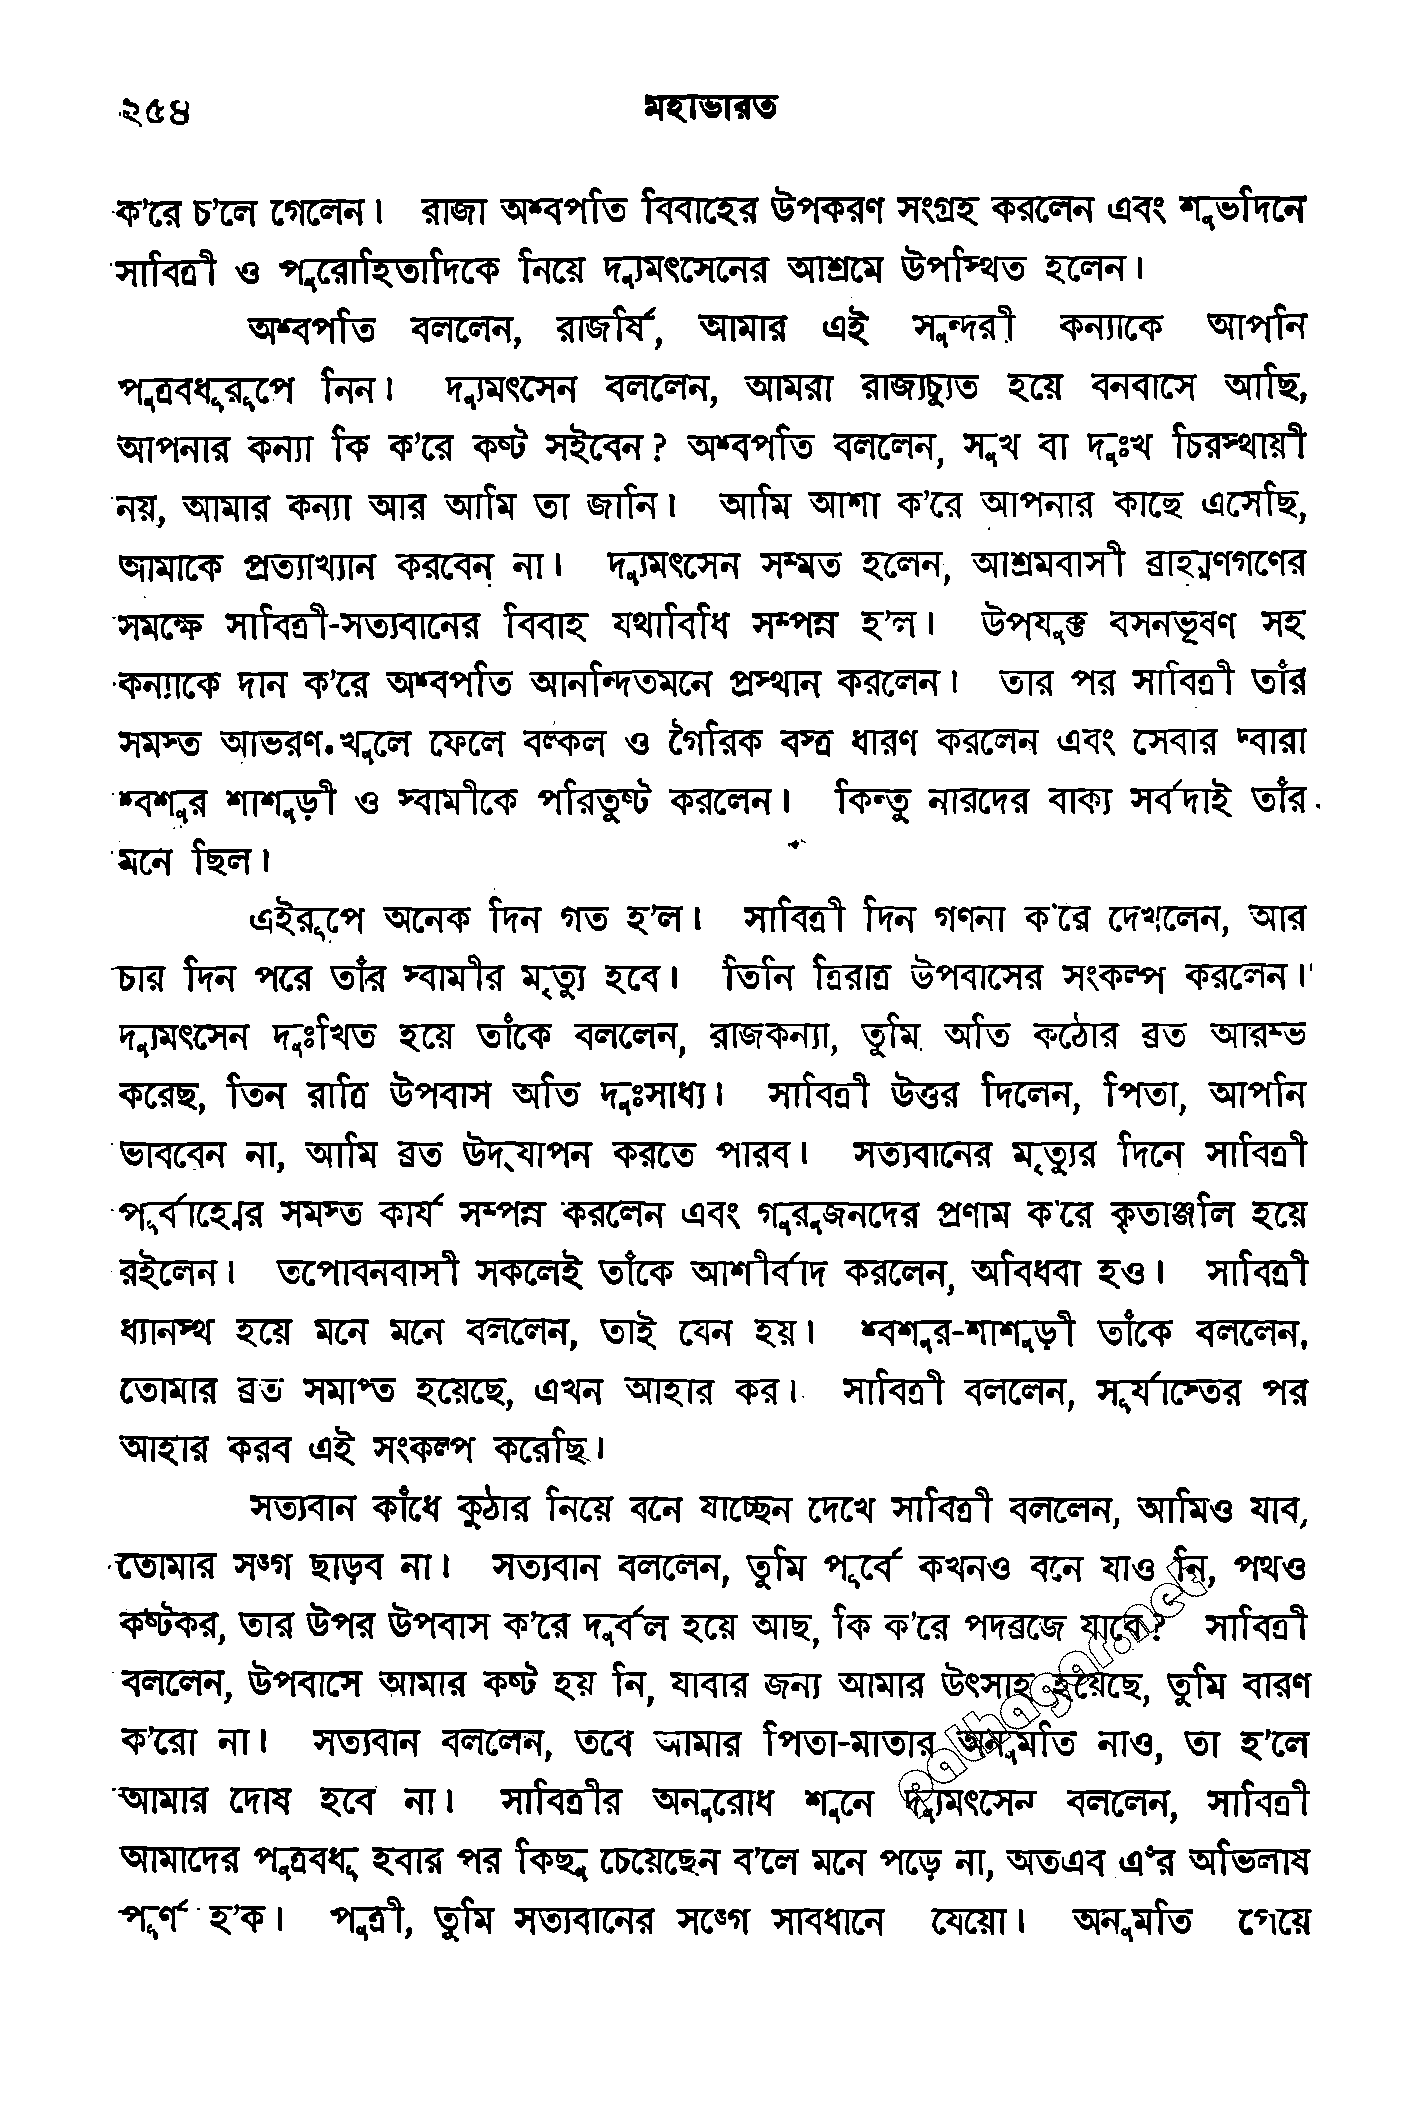 ২৫৪ মহাভারত
ক'রে চ'লে গেলেন। রাজা অশ্বপতি বিবাহের উপকরণ সংগ্রহ করলেন এবং শুভদিনে
সাবিত্রী ও পুরোহিতাদিকে নিয়ে দ্যুমৎসেনের আশ্রমে উপস্থিত হলেন।
অশ্বপতি বললেন, রাজর্ষি, আমার এই সুন্দরী কন্যাকে আপনি
পুত্রবধূরূপে নিন। দ্যুমৎসেন বললেন, আমরা রাজ্যচ্যুত হয়ে বনবাসে আছি,
আপনার কন্যা কি ক'রে কষ্ট সইবেন? অশ্বপতি বললেন, সুখ বা দুঃখ চিরস্থায়ী
নয়, আমার কন্যা আর আমি তা জানি। আমি আশা ক'রে আপনার কাছে এসেছি,
আমাকে প্রত্যাখ্যান করবেন না। দ্যুমৎসেন সম্মত হলেন, আশ্রমবাসী ব্রাহ্মণগণের
সমক্ষে সাবিত্রী-সত্যবানের বিবাহ যথাবিধি সম্পন্ন হ'ল। উপযুক্ত বসনভূষণ সহ
কন্যাকে দান ক'রে অশ্বপতি আনন্দিতমনে প্রস্থান করলেন। তার পর সাবিত্রী তাঁর
সমস্ত আভরণ খুলে ফেলে বল্কল ও গৈরিক বস্ত্র ধারণ করলেন এবং সেবার দ্বারা
শ্বশুর শাশুড়ী ও স্বামীকে পরিতুষ্ট করলেন। কিন্তু নারদের বাক্য সর্বদাই তাঁর
মনে ছিল।
এইরূপে অনেক দিন গত হ'ল। সাবিত্রী দিন গণনা ক'রে দেখলেন, আর
চার দিন পরে তাঁর স্বামীর মৃত্যু হবে। তিনি ত্রিরাত্র উপবাসের সংকল্প করলেন।
দ্যুমৎসেন দুঃখিত হয়ে তাঁকে বললেন, রাজকন্যা, তুমি অতি কঠোর ব্রত আরম্ভ
করেছ, তিন রাত্রি উপবাস অতি দুঃসাধ্য। সাবিত্রী উত্তর দিলেন, পিতা, আপনি
ভাববেন না, আমি ব্রত উদ্‌যাপন করতে পারব। সত্যবানের মৃত্যুর দিনে সাবিত্রী
পূর্বাহ্ণের সমস্ত কার্য সম্পন্ন করলেন এবং গুরুজনদের প্রণাম ক'রে কৃতাঞ্জলি হয়ে
রইলেন। তপোবনবাসী সকলেই তাঁকে আশীর্বাদ করলেন, অবিধবা হও। সাবিত্রী
ধ্যানস্থ হয়ে মনে মনে বললেন, তাই যেন হয়। শ্বশুর-শাশুড়ী তাঁকে বললেন,
তোমার ব্রত সমাপ্ত হয়েছে, এখন আহার কর। সাবিত্রী বললেন, সূর্যাস্তের পর
আহার করব এই সংকল্প করেছি।
সত্যবান কাঁধে কুঠার নিয়ে বনে যাচ্ছেন দেখে সাবিত্রী বললেন, আমিও যাব,
তোমার সঙ্গ ছাড়ব না। সত্যবান বললেন, তুমি পূর্বে কখনও বনে যাও নি, পথও
কষ্টকর, তার উপর উপবাস ক'রে দুর্বল হয়ে আছ, কি ক'রে পদব্রজে যাবে? সাবিত্রী
বললেন, উপবাসে আমার কষ্ট হয় নি, যাবার জন্য আমার উৎসাহ হয়েছে, তুমি বারণ
ক'রো না। সত্যবান বললেন, তবে আমার পিতা-মাতার অনুমতি নাও, তা হ'লে
আমার দোষ হবে না। সাবিত্রীর অনুরোধ শুনে দ্যুমৎসেন বললেন, সাবিত্রী
আমাদের পুত্রবধূ হবার পর কিছু চেয়েছেন ব'লে মনে পড়ে না, অতএব এঁর অভিলাষ
পূর্ণ হ'ক। পুত্রী, তুমি সত্যবানের সঙ্গে সাবধানে যেয়ো। অনুমতি পেয়ে
pathagar.net